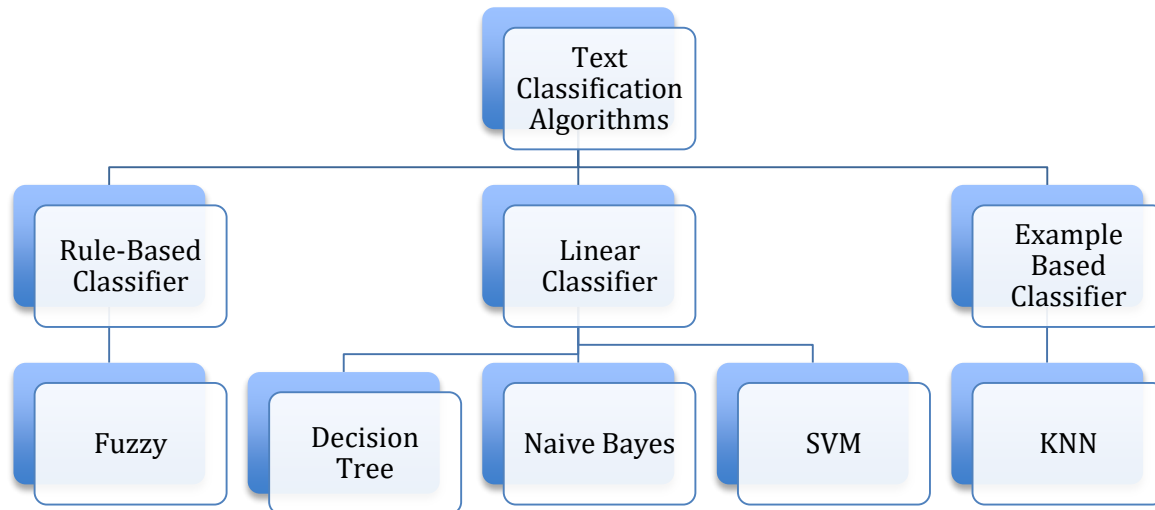 Text
Classification
Algorithms
Rule-Based
Classifier
Linear
Classifier
Example
Based
Classifier
Fuzzy
Decision
Tree
Naive Bayes
SVM
KNN